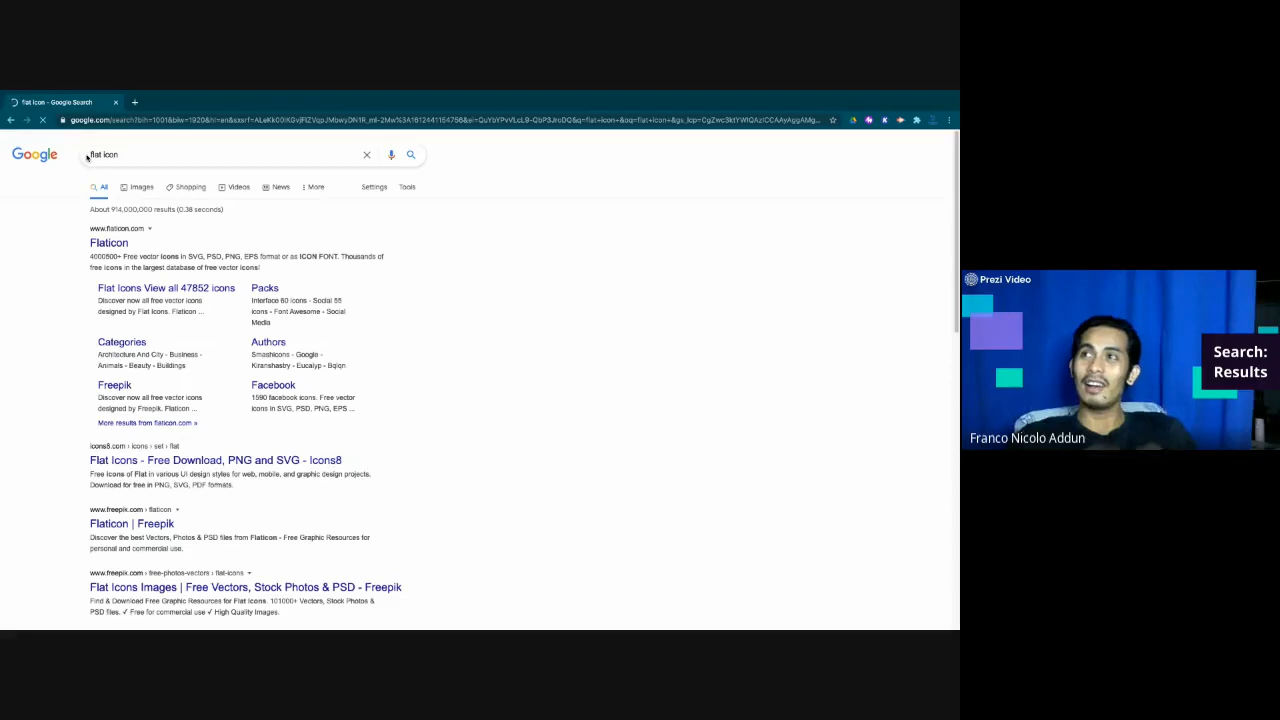 flat icon - Google Search
Google
flat icon
All
Images
Shopping
Videos
News
More
Settings
Tools
About 914,000,000 results (0.38 seconds)
www.flaticon.com
Flaticon
4000500+ Free vector icons in SVG, PSD, PNG, EPS format or as ICON FONT. Thousands of
free icons in the largest database of free vector icons!
Flat Icons View all 47852 icons
Discover now all free vector icons
designed by Flat Icons. Flaticon ...
Packs
Interface 60 icons - Social 55
icons - Font Awesome - Social
Media
Categories
Architecture And City - Business -
Animals - Beauty - Buildings
Authors
Smashicons - Google -
Kiranshastry - Eucalyp - Bqlqn
Freepik
Discover now all free vector icons
designed by Freepik. Flaticon ...
Facebook
1590 facebook icons. Free vector
icons in SVG, PSD, PNG, EPS ...
More results from flaticon.com »
icons8.com › icons › set › flat
Flat Icons - Free Download, PNG and SVG - Icons8
Free icons of Flat in various UI design styles for web, mobile, and graphic design projects.
Download for free in PNG, SVG, PDF formats.
www.freepik.com › flaticon
Flaticon | Freepik
Discover the best Vectors, Photos & PSD files from Flaticon - Free Graphic Resources for
personal and commercial use.
www.freepik.com › free-photos-vectors › flat-icons
Flat Icons Images | Free Vectors, Stock Photos & PSD - Freepik
Find & Download Free Graphic Resources for Flat Icons. 101000+ Vectors, Stock Photos &
PSD files. ✓ Free for commercial use ✓ High Quality Images.
Prezi Video
Search:
Results
Franco Nicolo Addun